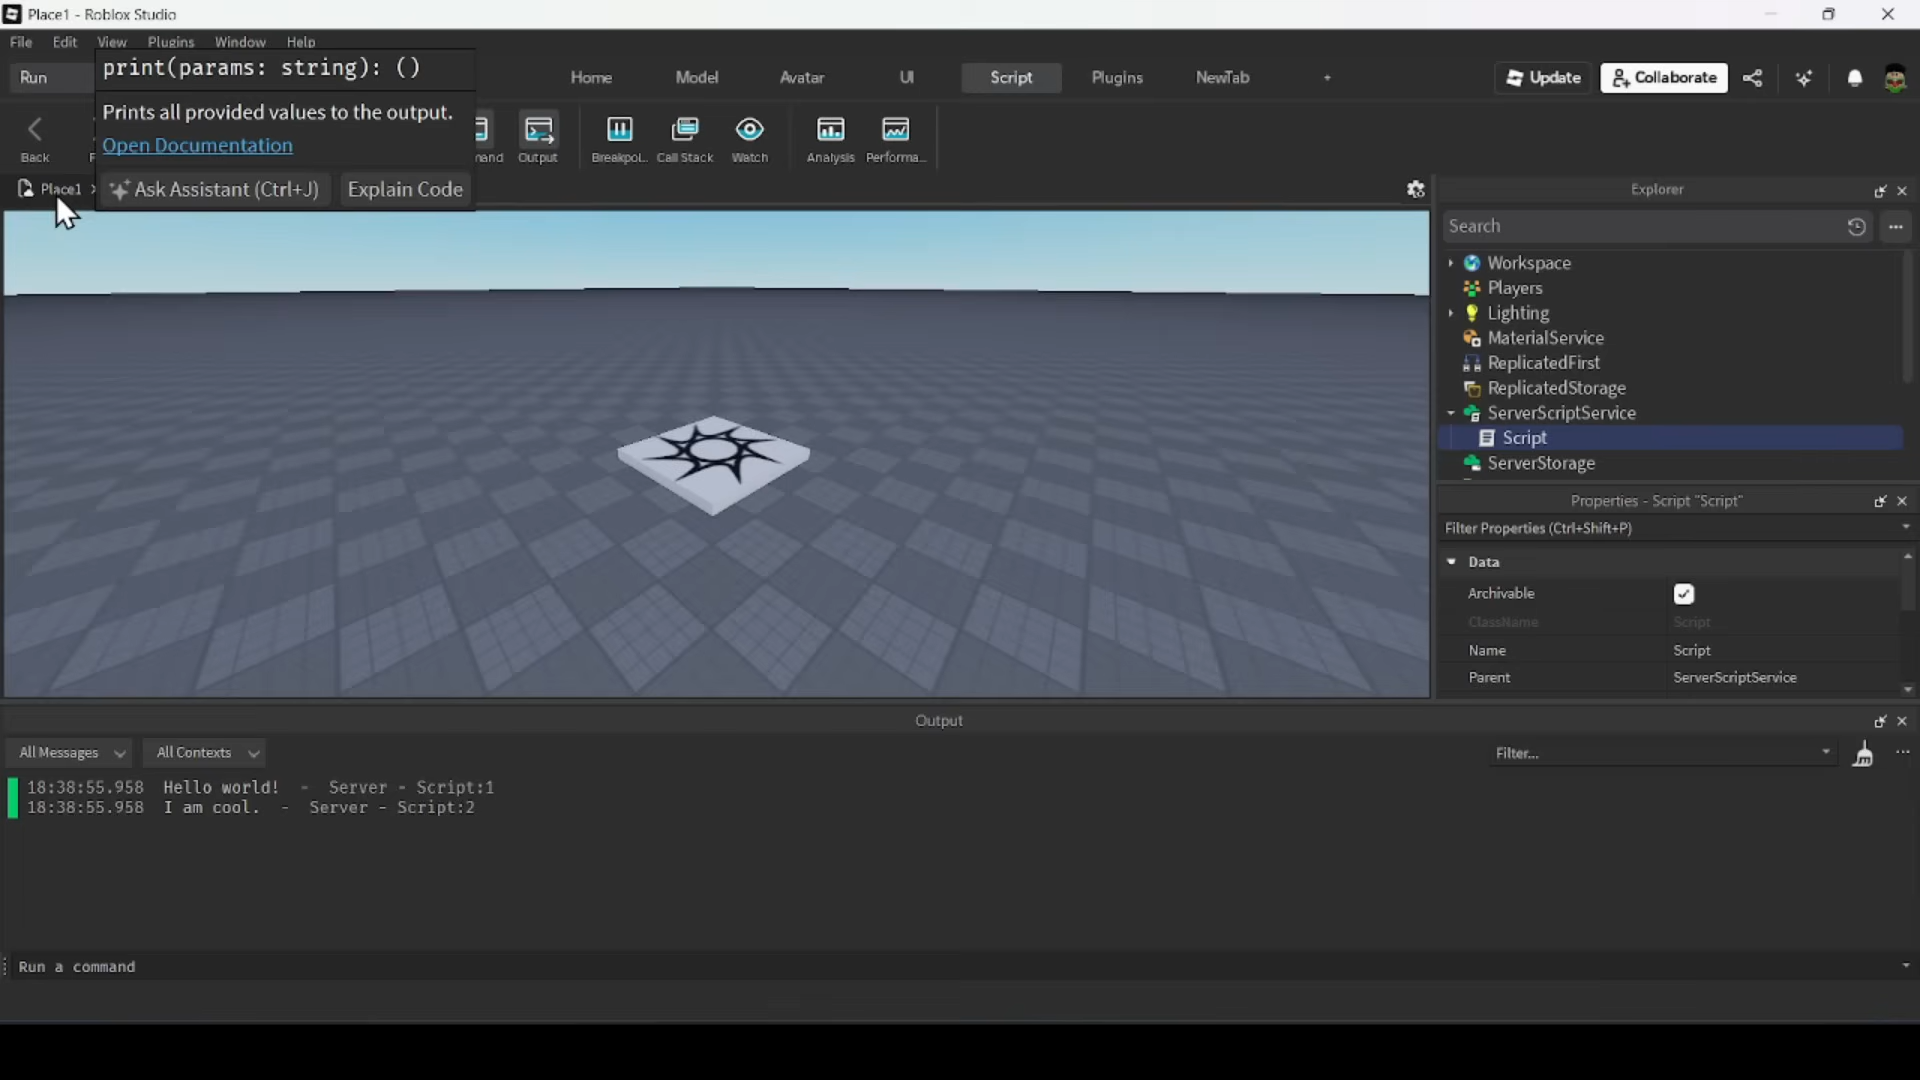 Place1 - Roblox Studio
File Edit View Plugins Window Help
Run
print(params: string): ()
Home Model Avatar UI Script Plugins NewTab +
Update
Collaborate
Prints all provided values to the output.
Open Documentation
Back
Output
Breakpoi...
Call Stack
Watch
Analysis
Performa...
Place1
Ask Assistant (Ctrl+J)
Explain Code
Explorer
Search
Workspace
Players
Lighting
MaterialService
ReplicatedFirst
ReplicatedStorage
ServerScriptService
Script
ServerStorage
Properties - Script "Script"
Filter Properties (Ctrl+Shift+P)
Data
Archivable
ClassName Script
Name Script
Parent ServerScriptService
Output
All Messages All Contexts Filter...
18:38:55.958 Hello world! - Server - Script:1
18:38:55.958 I am cool. - Server - Script:2
Run a command